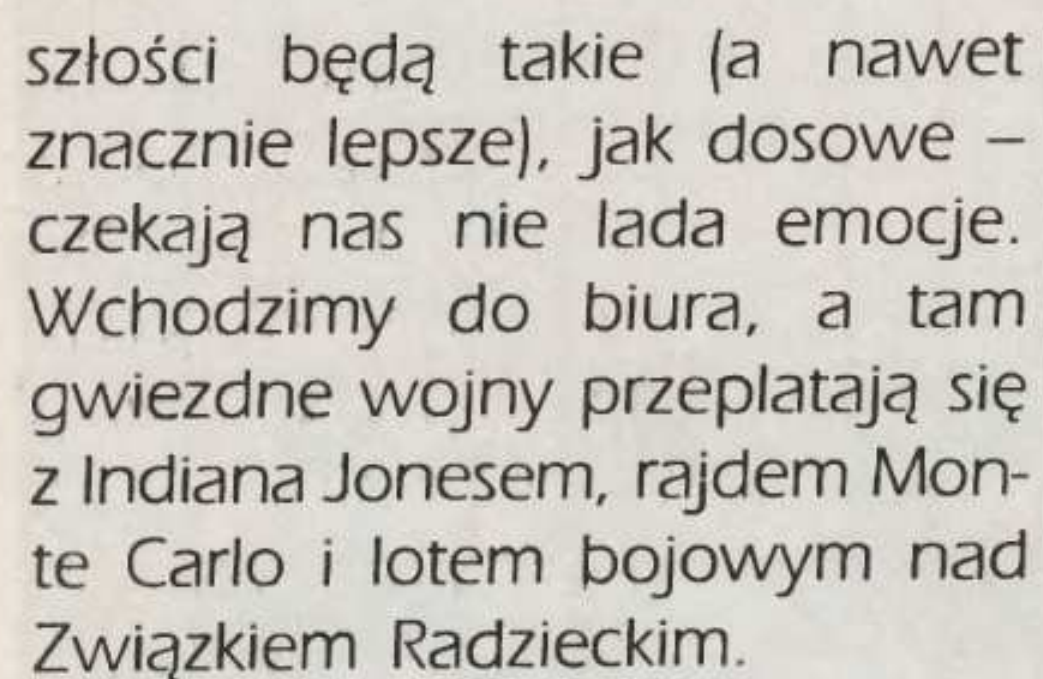 szłości będą takie (a nawet
znacznie lepsze), jak dosowe –
czekają nas nie lada emocje.
Wchodzimy do biura, a tam
gwiezdne wojny przeplatają się
z Indiana Jonesem, rajdem Mon-
te Carlo i lotem bojowym nad
Związkiem Radzieckim.